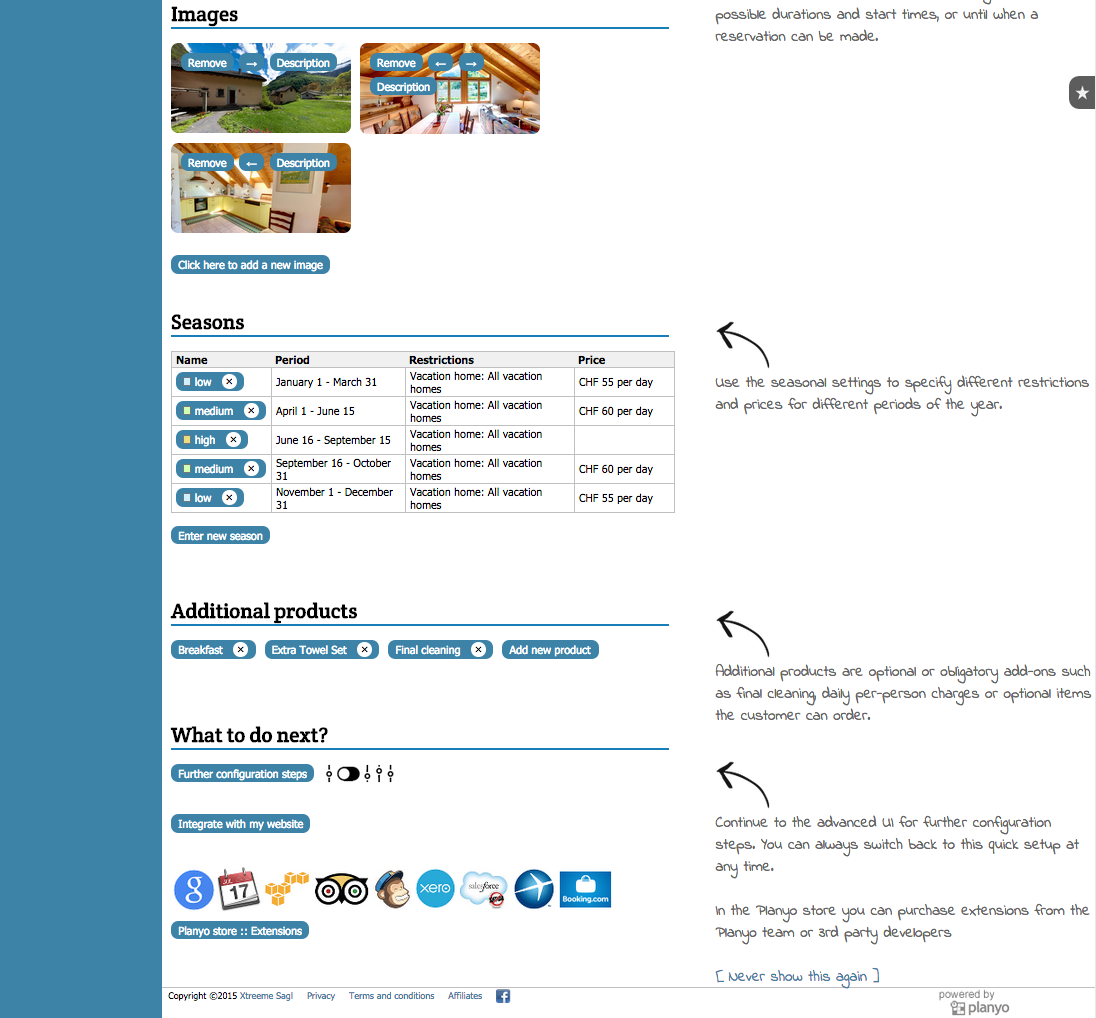 Images
possible durations and start times, or until when a
reservation can be made.
Remove → Description
Remove ← →
Description
Remove ← Description
Click here to add a new image
Seasons
Name Period Restrictions Price
low January 1 - March 31 Vacation home: All vacation
homes CHF 55 per day
medium April 1 - June 15 Vacation home: All vacation
homes CHF 60 per day
high June 16 - September 15 Vacation home: All vacation
homes
medium September 16 - October
31 Vacation home: All vacation
homes CHF 60 per day
low November 1 - December
31 Vacation home: All vacation
homes CHF 55 per day
Enter new season
Use the seasonal settings to specify different restrictions
and prices for different periods of the year.
Additional products
Breakfast Extra Towel Set Final cleaning Add new product
Additional products are optional or obligatory add-ons such
as final cleaning, daily per-person charges or optional items
the customer can order.
What to do next?
Further configuration steps
Integrate with my website
Continue to the advanced UI for further configuration
steps. You can always switch back to this quick setup at
any time.
8 17 xero salesforce Booking.com
Planyo store :: Extensions
In the Planyo store you can purchase extensions from the
Planyo team or 3rd party developers
[ Never show this again ]
Copyright ©2015 Xtreeme Sagl Privacy Terms and conditions Affiliates f
powered by
planyo